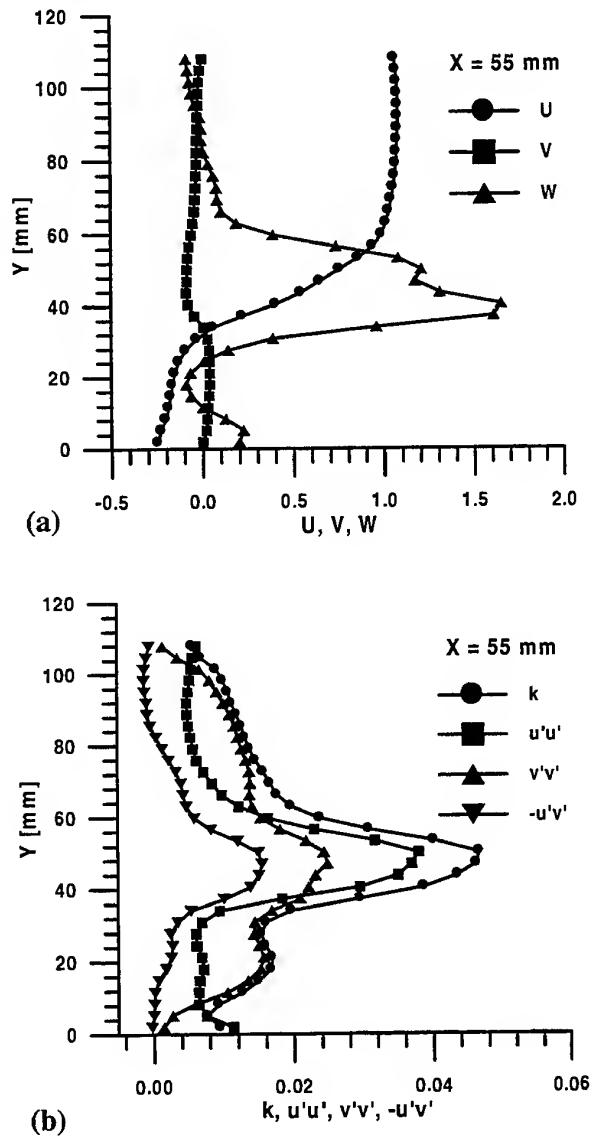 120
100
80
60
40
20
0
Y [mm]
X = 55 mm
U
V
W
-0.5 0.0 0.5 1.0 1.5 2.0
U, V, W
(a)
120
100
80
60
40
20
0
Y [mm]
X = 55 mm
k
u'u'
v'v'
-u'v'
0.00 0.02 0.04 0.06
k, u'u', v'v', -u'v'
(b)